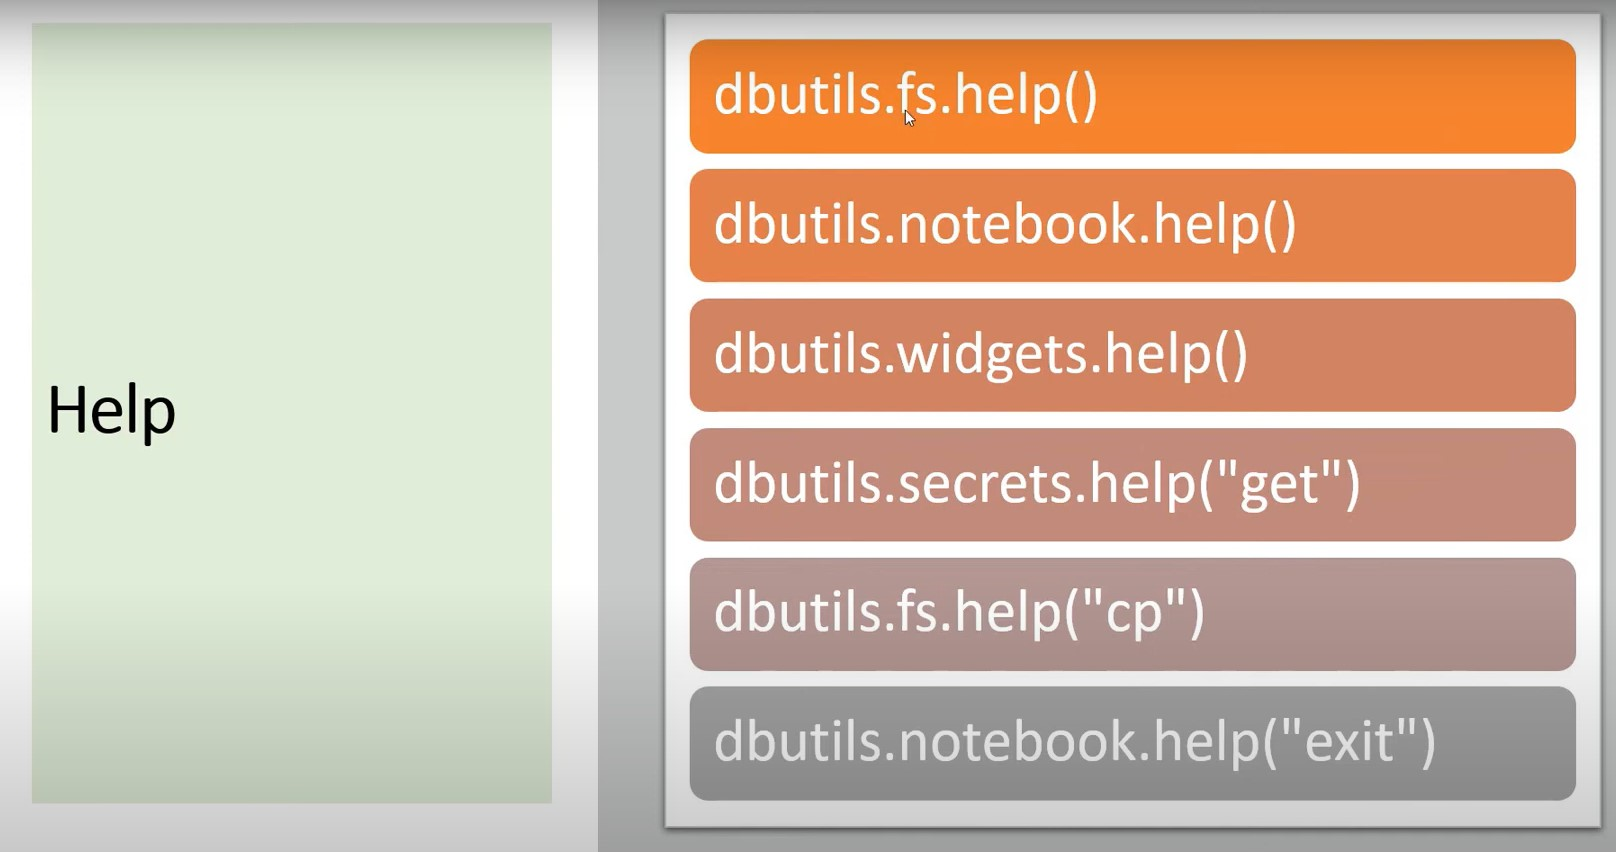 Help
dbutils.fs.help()
dbutils.notebook.help()
dbutils.widgets.help()
dbutils.secrets.help("get")
dbutils.fs.help("cp")
dbutils.notebook.help("exit")